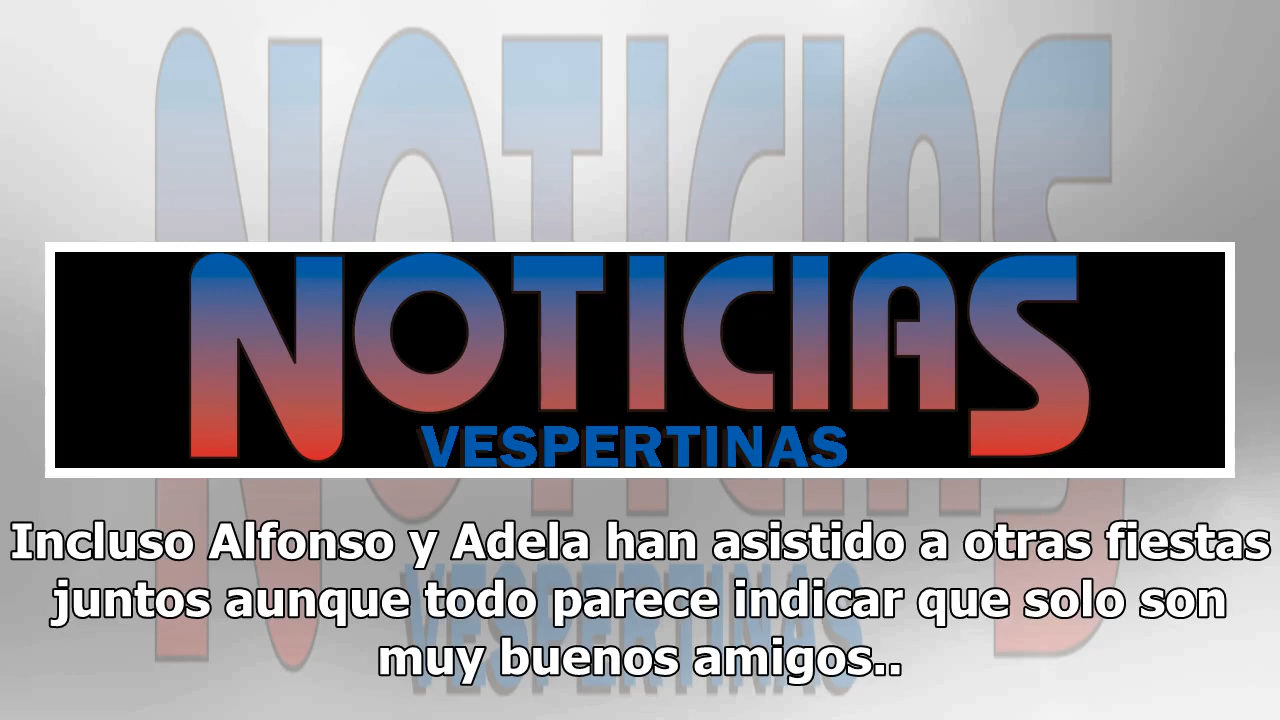 NOTICIAS
VESPERTINAS
Incluso Alfonso y Adela han asistido a otras fiestas
juntos aunque todo parece indicar que solo son
muy buenos amigos..